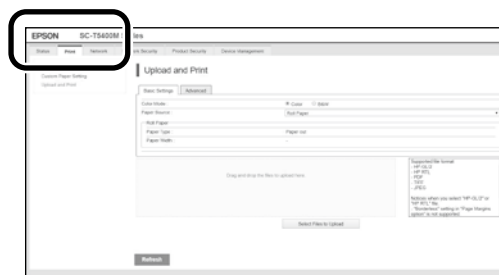 EPSON SC-T5400M
Status Print Network Security Product Security Device Management
Custom Paper Setting
Upload and Print
Upload and Print
Basic Settings Advanced
Color Mode : Color B&W
Paper Source : Roll Paper
Roll Paper
Paper Type : Paper out
Paper Width : -
Drag and drop the files to upload here.
Supported file format
- HP-GL/2
- HP RTL
- PDF
- TIFF
- JPEG
Notices when you select "HP-GL/2" or
"HP RTL" file
- "Borderless" setting in "Page Margins
option" is not supported.
Select Files to Upload
Refresh